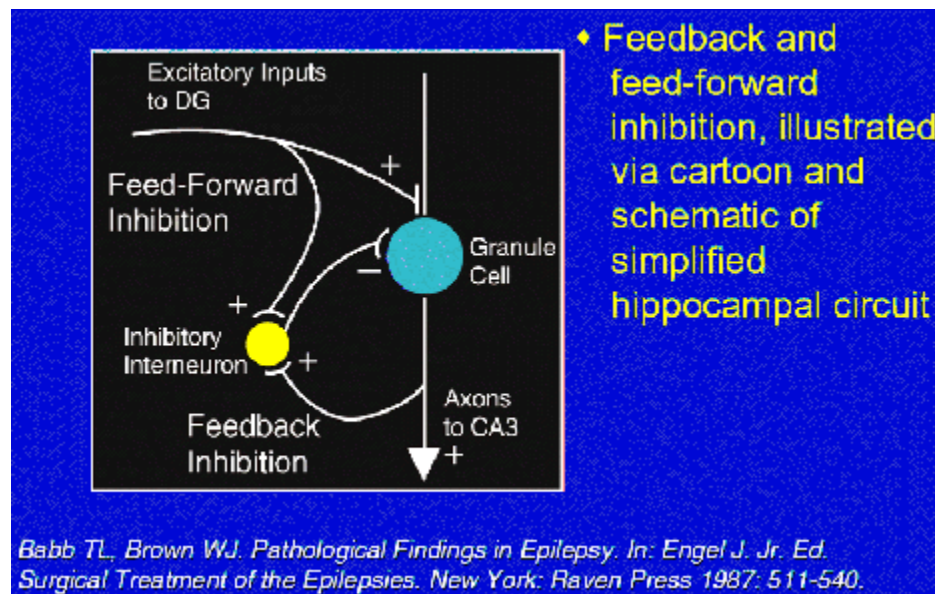 Excitatory Inputs
to DG
+
Feed-Forward
Inhibition
Granule
Cell
−
+
Inhibitory
Interneuron
+
Axons
to CA3
+
Feedback
Inhibition
♦ Feedback and
feed-forward
inhibition, illustrated
via cartoon and
schematic of
simplified
hippocampal circuit
Babb TL, Brown WJ. Pathological Findings in Epilepsy. In: Engel J. Jr. Ed.
Surgical Treatment of the Epilepsies. New York: Raven Press 1987: 511-540.